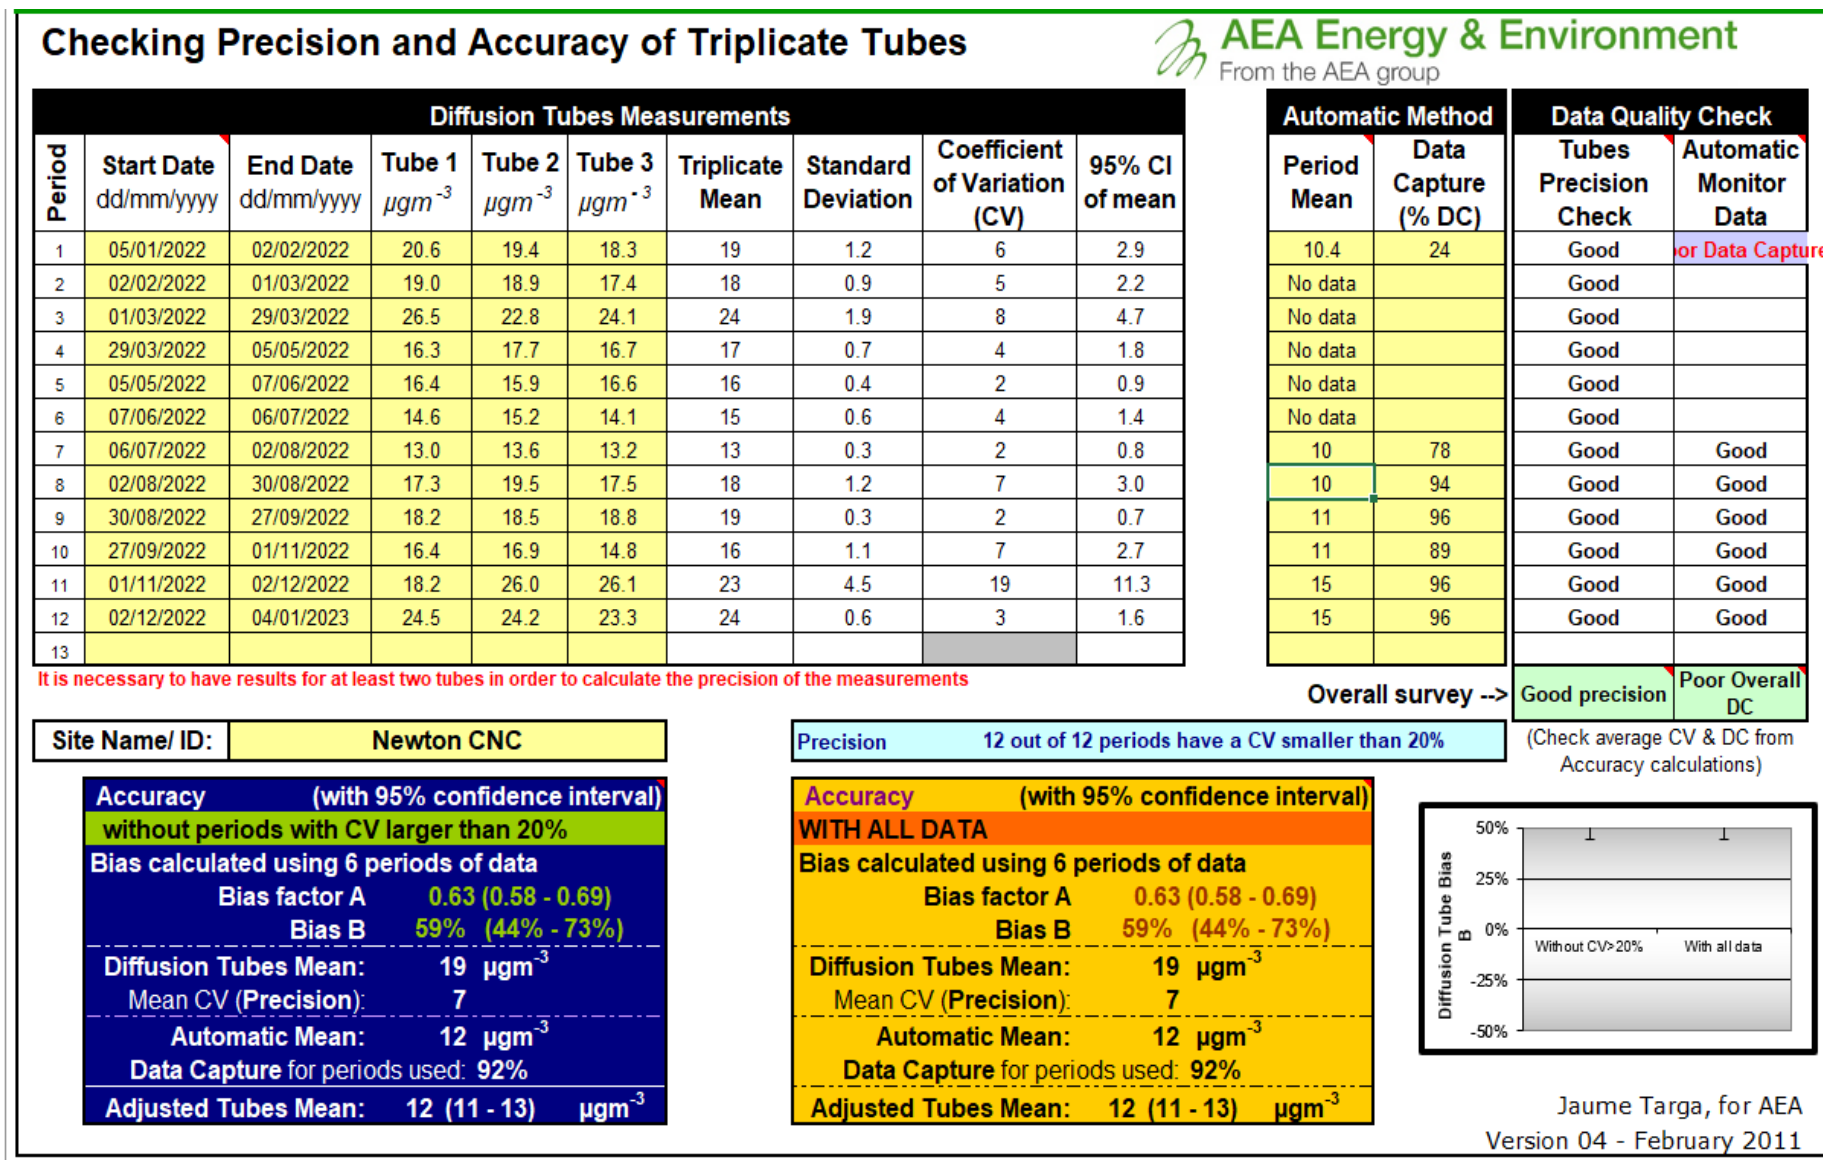 Checking Precision and Accuracy of Triplicate Tubes
AEA Energy & Environment
From the AEA group
Diffusion Tubes Measurements
Automatic Method
Data Quality Check
Period
Start Date dd/mm/yyyy
End Date dd/mm/yyyy
Tube 1 µgm-3
Tube 2 µgm-3
Tube 3 µgm-3
Triplicate Mean
Standard Deviation
Coefficient of Variation (CV)
95% CI of mean
Period Mean
Data Capture (% DC)
Tubes Precision Check
Automatic Monitor Data
1 05/01/2022 02/02/2022 20.6 19.4 18.3 19 1.2 6 2.9 10.4 24 Good or Data Capture
2 02/02/2022 01/03/2022 19.0 18.9 17.4 18 0.9 5 2.2 No data Good
3 01/03/2022 29/03/2022 26.5 22.8 24.1 24 1.9 8 4.7 No data Good
4 29/03/2022 05/05/2022 16.3 17.7 16.7 17 0.7 4 1.8 No data Good
5 05/05/2022 07/06/2022 16.4 15.9 16.6 16 0.4 2 0.9 No data Good
6 07/06/2022 06/07/2022 14.6 15.2 14.1 15 0.6 4 1.4 No data Good
7 06/07/2022 02/08/2022 13.0 13.6 13.2 13 0.3 2 0.8 10 78 Good Good
8 02/08/2022 30/08/2022 17.3 19.5 17.5 18 1.2 7 3.0 10 94 Good Good
9 30/08/2022 27/09/2022 18.2 18.5 18.8 19 0.3 2 0.7 11 96 Good Good
10 27/09/2022 01/11/2022 16.4 16.9 14.8 16 1.1 7 2.7 11 89 Good Good
11 01/11/2022 02/12/2022 18.2 26.0 26.1 23 4.5 19 11.3 15 96 Good Good
12 02/12/2022 04/01/2023 24.5 24.2 23.3 24 0.6 3 1.6 15 96 Good Good
13
It is necessary to have results for at least two tubes in order to calculate the precision of the measurements
Overall survey --> Good precision Poor Overall DC
(Check average CV & DC from
Accuracy calculations)
Site Name/ ID: Newton CNC
Precision 12 out of 12 periods have a CV smaller than 20%
Accuracy (with 95% confidence interval)
without periods with CV larger than 20%
Bias calculated using 6 periods of data
Bias factor A 0.63 (0.58 - 0.69)
Bias B 59% (44% - 73%)
Diffusion Tubes Mean: 19 µgm-3
Mean CV (Precision): 7
Automatic Mean: 12 µgm-3
Data Capture for periods used: 92%
Adjusted Tubes Mean: 12 (11 - 13) µgm-3
Accuracy (with 95% confidence interval)
WITH ALL DATA
Bias calculated using 6 periods of data
Bias factor A 0.63 (0.58 - 0.69)
Bias B 59% (44% - 73%)
Diffusion Tubes Mean: 19 µgm-3
Mean CV (Precision): 7
Automatic Mean: 12 µgm-3
Data Capture for periods used: 92%
Adjusted Tubes Mean: 12 (11 - 13) µgm-3
Diffusion Tube Bias B
50%
25%
0%
-25%
-50%
Without CV>20%
With all data
Jaume Targa, for AEA
Version 04 - February 2011